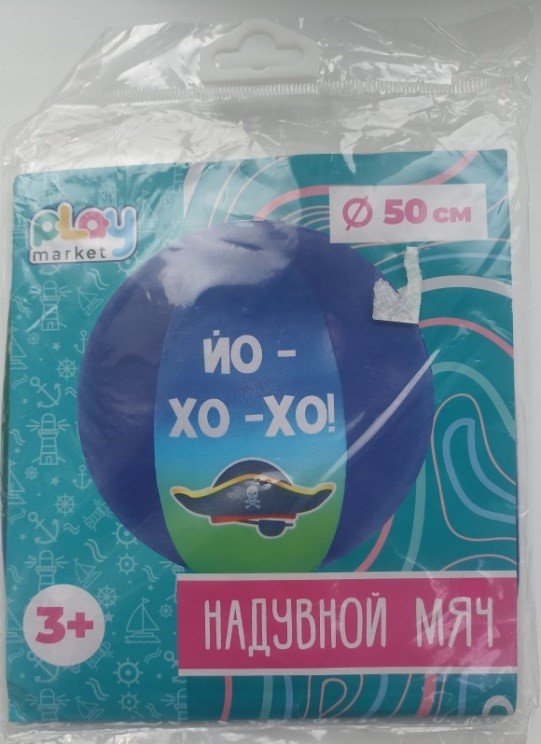 play
market
Ø 50 СМ
ЙО -
ХО -ХО!
3+
НАДУВНОЙ МЯЧ